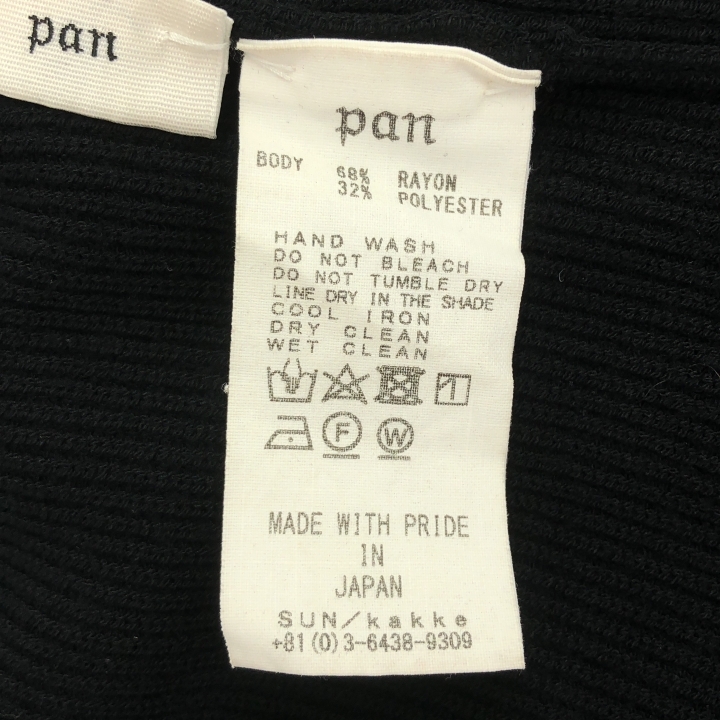 pan
pan
BODY 68% RAYON
32% POLYESTER
HAND WASH
DO NOT BLEACH
DO NOT TUMBLE DRY
LINE DRY IN THE SHADE
COOL IRON
DRY CLEAN
WET CLEAN
F W
MADE WITH PRIDE
IN
JAPAN
SUN/kakke
+81(0)3-6438-9309